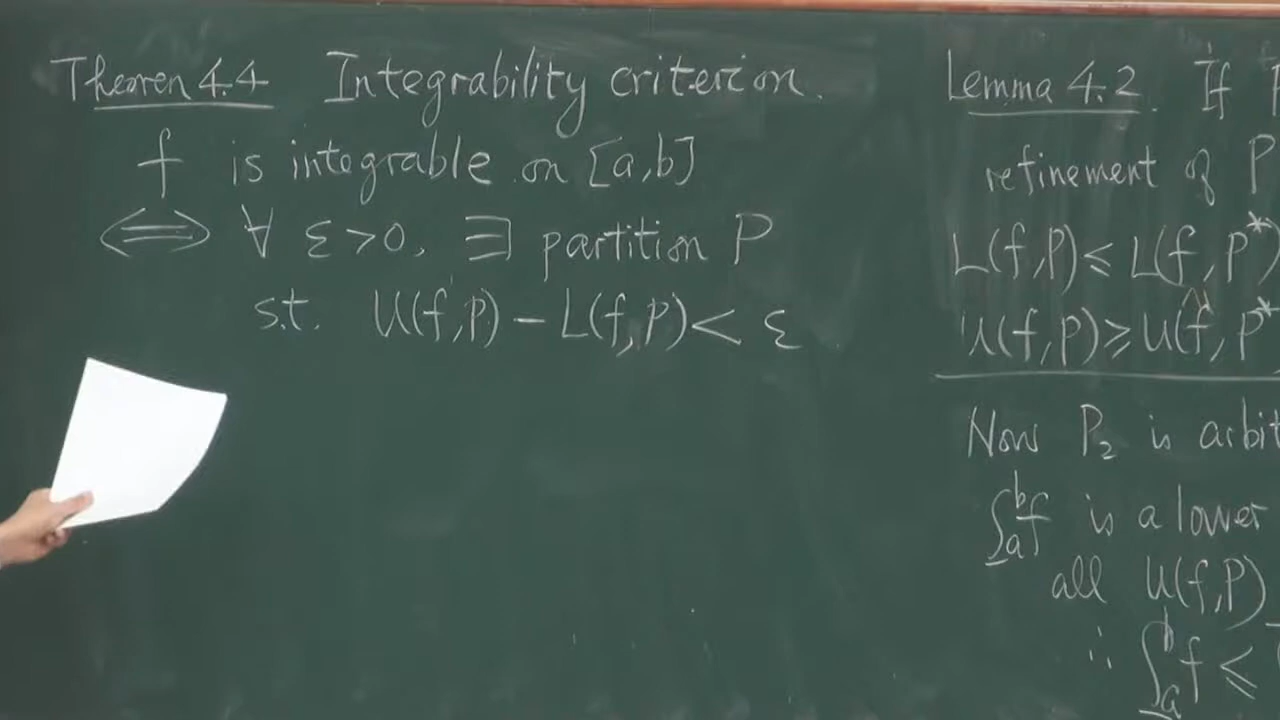 Theorem 4.4 Integrability criterion.
f is integrable on [a,b]
⟺ ∀ ε>0, ∃ partition P
s.t. U(f,P) − L(f,P) < ε
Lemma 4.2. If
refinement of P
L(f,P) ≤ L(f,P*)
U(f,P) ≥ U(f,P*
Now P₂ is arbit
∫ₐᵇf is a lower
all U(f,P)
∴ ∫ₐᵇf ≤